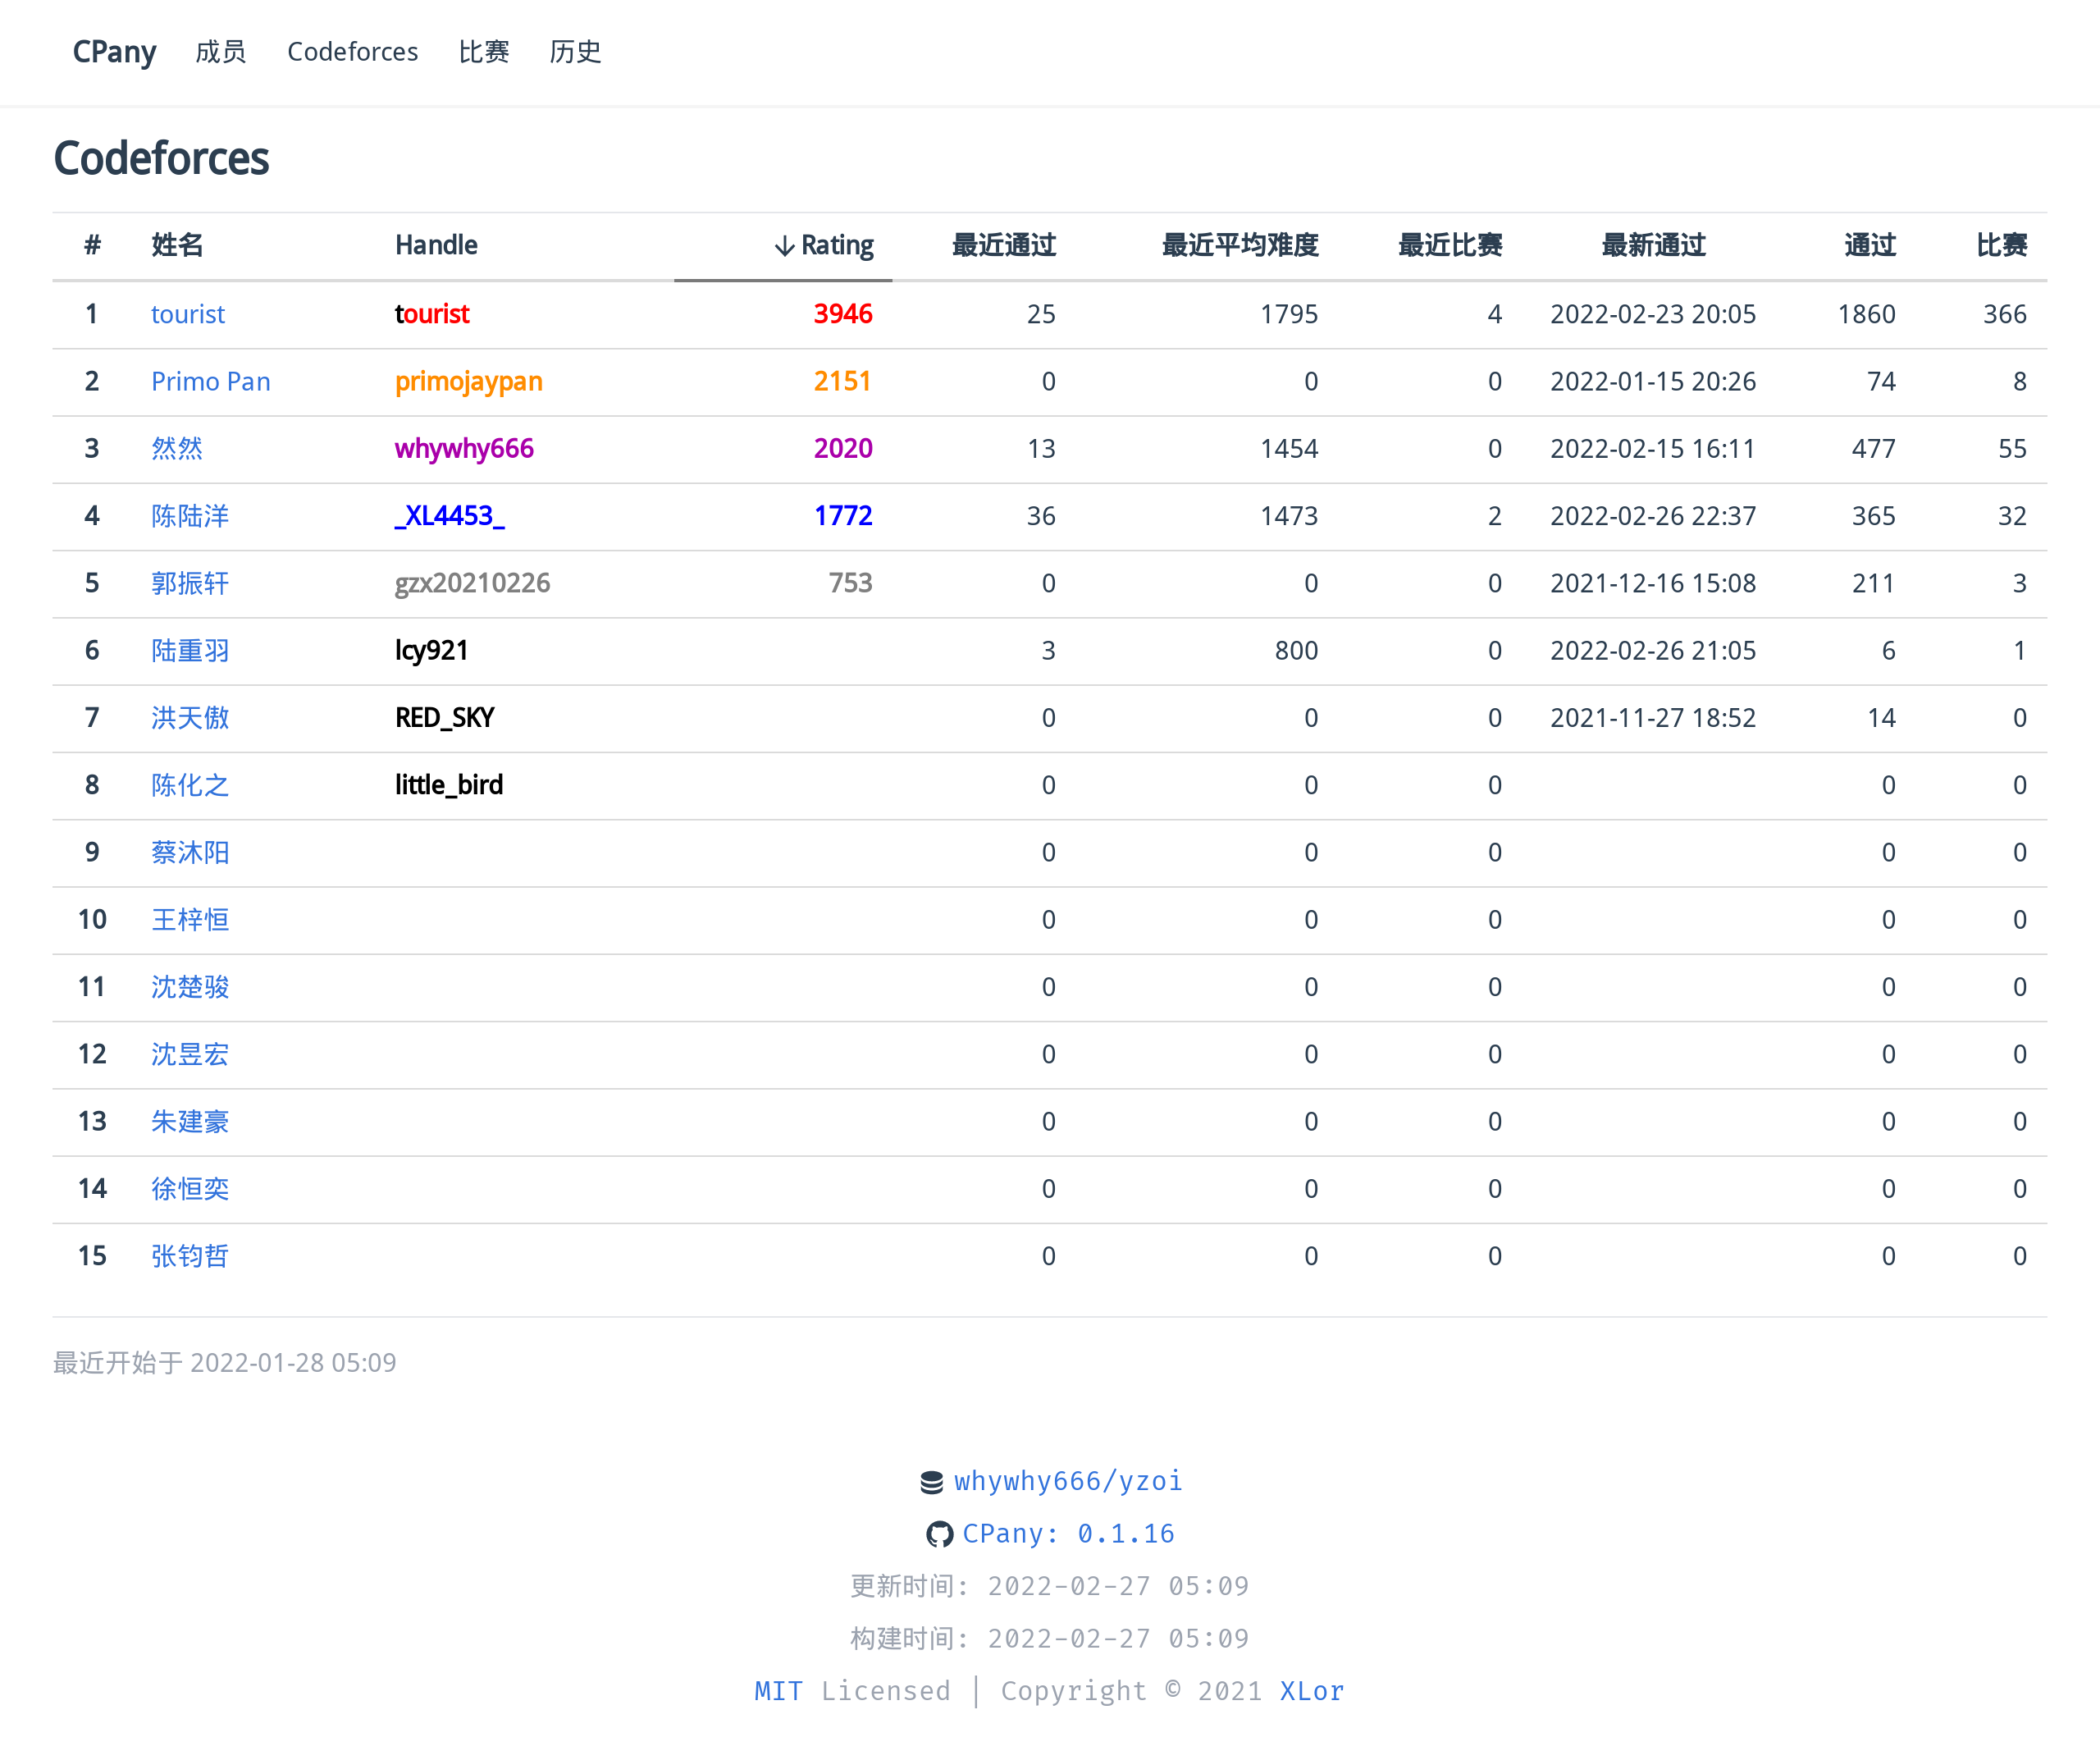 CPany 成员 Codeforces 比赛 历史
Codeforces
# 姓名 Handle ↓ Rating 最近通过 最近平均难度 最近比赛 最新通过 通过 比赛
1 tourist tourist 3946 25 1795 4 2022-02-23 20:05 1860 366
2 Primo Pan primojaypan 2151 0 0 0 2022-01-15 20:26 74 8
3 然然 whywhy666 2020 13 1454 0 2022-02-15 16:11 477 55
4 陈陆洋 _XL4453_ 1772 36 1473 2 2022-02-26 22:37 365 32
5 郭振轩 gzx20210226 753 0 0 0 2021-12-16 15:08 211 3
6 陆重羽 lcy921 3 800 0 2022-02-26 21:05 6 1
7 洪天傲 RED_SKY 0 0 0 2021-11-27 18:52 14 0
8 陈化之 little_bird 0 0 0 0 0
9 蔡沐阳 0 0 0 0 0
10 王梓恒 0 0 0 0 0
11 沈楚骏 0 0 0 0 0
12 沈昱宏 0 0 0 0 0
13 朱建豪 0 0 0 0 0
14 徐恒奕 0 0 0 0 0
15 张钧哲 0 0 0 0 0
最近开始于 2022-01-28 05:09
whywhy666/yzoi
CPany: 0.1.16
更新时间: 2022-02-27 05:09
构建时间: 2022-02-27 05:09
MIT Licensed | Copyright © 2021 XLor